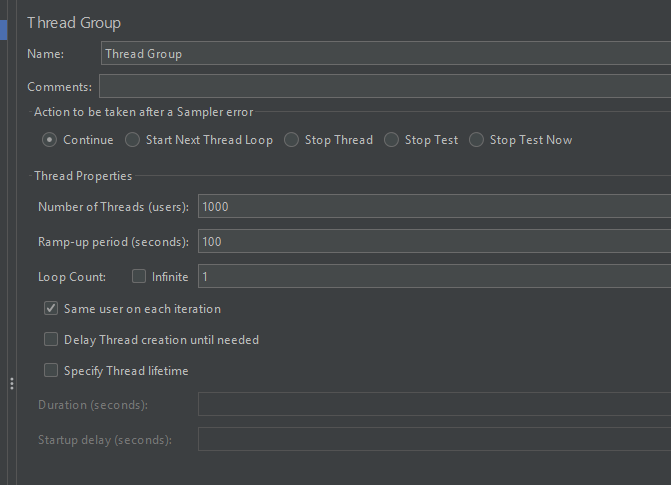 Thread Group
Name: Thread Group
Comments:
Action to be taken after a Sampler error
Continue Start Next Thread Loop Stop Thread Stop Test Stop Test Now
Thread Properties
Number of Threads (users): 1000
Ramp-up period (seconds): 100
Loop Count: Infinite 1
Same user on each iteration
Delay Thread creation until needed
Specify Thread lifetime
Duration (seconds):
Startup delay (seconds):